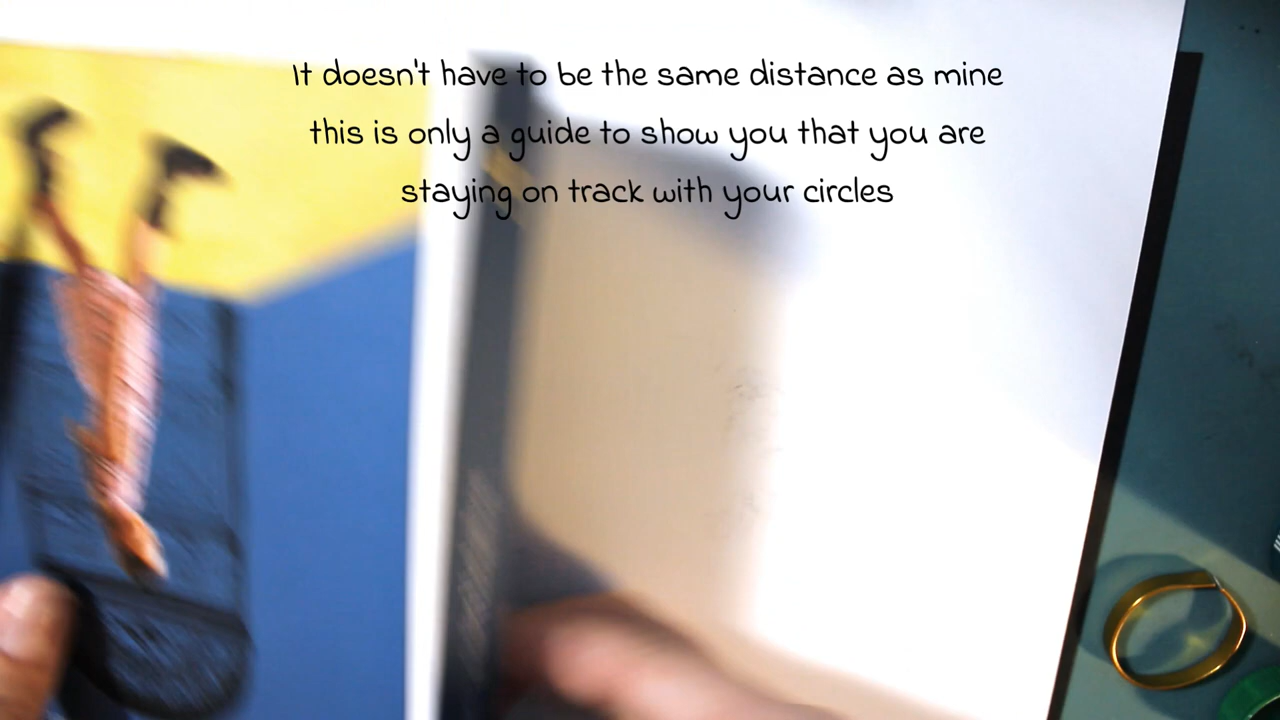 It doesn't have to be the same distance as mine
this is only a guide to show you that you are
staying on track with your circles